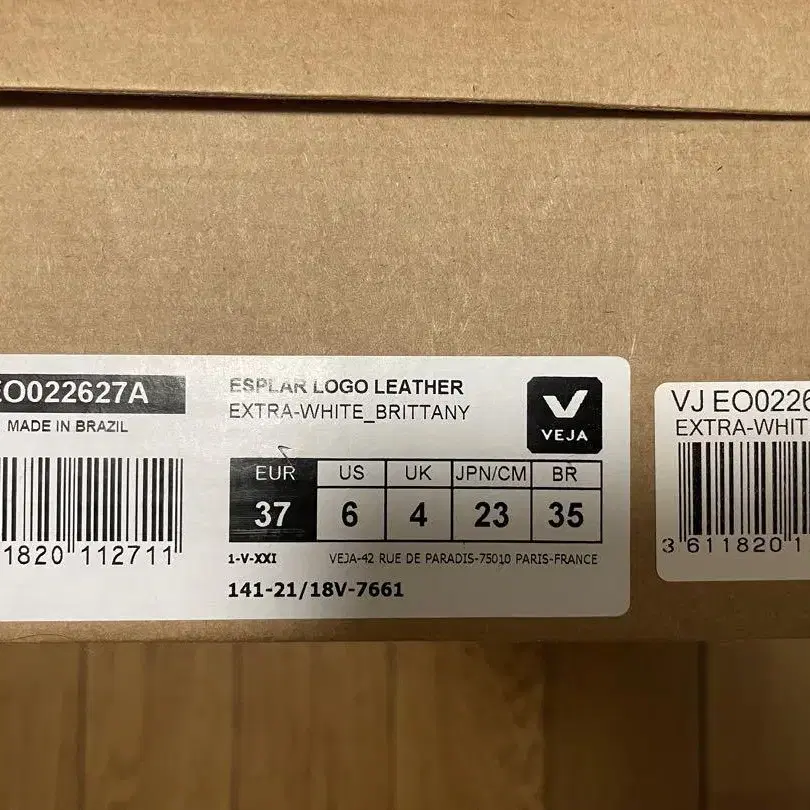 EO022627A
MADE IN BRAZIL
11820 112711
ESPLAR LOGO LEATHER
EXTRA-WHITE_BRITTANY
V
VEJA
EUR US UK JPN/CM BR
37 6 4 23 35
1-V-XXI VEJA-42 RUE DE PARADIS-75010 PARIS-FRANCE
141-21/18V-7661
VJ EO0226
EXTRA-WHIT
3 611820 1